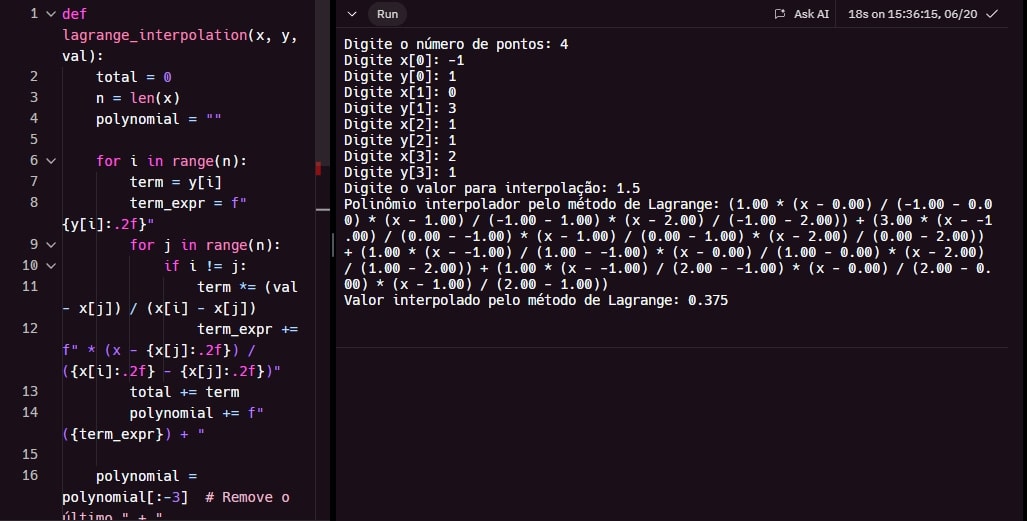 1 def
lagrange_interpolation(x, y,
val):
2 total = 0
3 n = len(x)
4 polynomial = ""
5
6 for i in range(n):
7 term = y[i]
8 term_expr = f"
{y[i]:.2f}"
9 for j in range(n):
10 if i != j:
11 term *= (val
- x[j]) / (x[i] - x[j])
12 term_expr +=
f" * (x - {x[j]:.2f}) /
({x[i]:.2f} - {x[j]:.2f})"
13 total += term
14 polynomial += f"
({term_expr}) + "
15
16 polynomial =
polynomial[:-3] # Remove o
último " + "
Run
Ask AI
18s on 15:36:15, 06/20
Digite o número de pontos: 4
Digite x[0]: -1
Digite y[0]: 1
Digite x[1]: 0
Digite y[1]: 3
Digite x[2]: 1
Digite y[2]: 1
Digite x[3]: 2
Digite y[3]: 1
Digite o valor para interpolação: 1.5
Polinômio interpolador pelo método de Lagrange: (1.00 * (x - 0.00) / (-1.00 - 0.0
0) * (x - 1.00) / (-1.00 - 1.00) * (x - 2.00) / (-1.00 - 2.00)) + (3.00 * (x - -1
.00) / (0.00 - -1.00) * (x - 1.00) / (0.00 - 1.00) * (x - 2.00) / (0.00 - 2.00))
+ (1.00 * (x - -1.00) / (1.00 - -1.00) * (x - 0.00) / (1.00 - 0.00) * (x - 2.00)
/ (1.00 - 2.00)) + (1.00 * (x - -1.00) / (2.00 - -1.00) * (x - 0.00) / (2.00 - 0.
00) * (x - 1.00) / (2.00 - 1.00))
Valor interpolado pelo método de Lagrange: 0.375